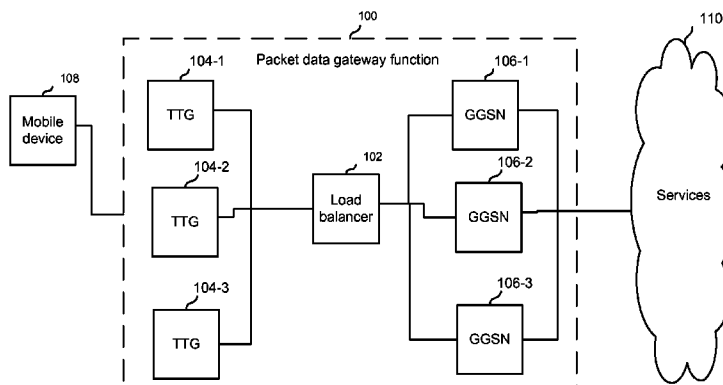 100
110
Packet data gateway function
104-1
106-1
108
Mobile
device
TTG
GGSN
104-2
102
106-2
TTG
Load
balancer
GGSN
Services
104-3
106-3
TTG
GGSN